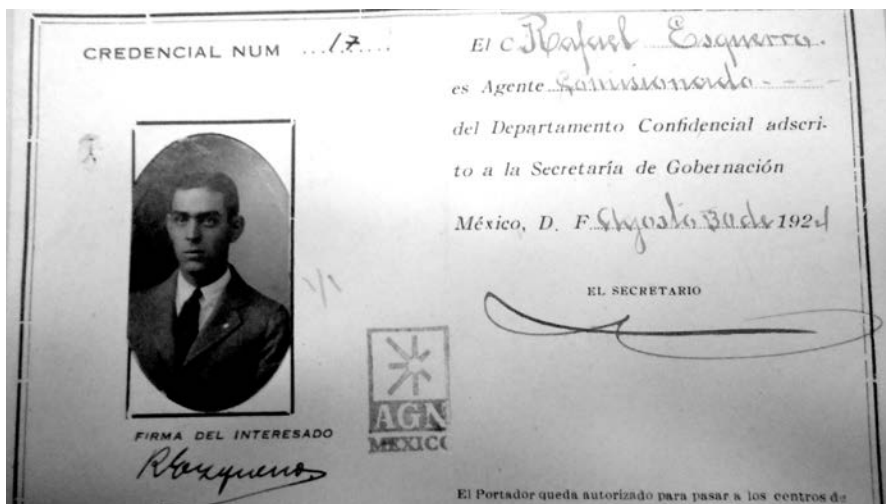 CREDENCIAL NUM ....17....
El C. Rafael Esquerro.
es Agente Comisionado - - - -
del Departamento Confidencial adscri-
to a la Secretaría de Gobernación
México, D. F. Agosto 30 de 1924
EL SECRETARIO
AGN
MEXICO
FIRMA DEL INTERESADO
El Portador queda autorizado para pasar a los centros de